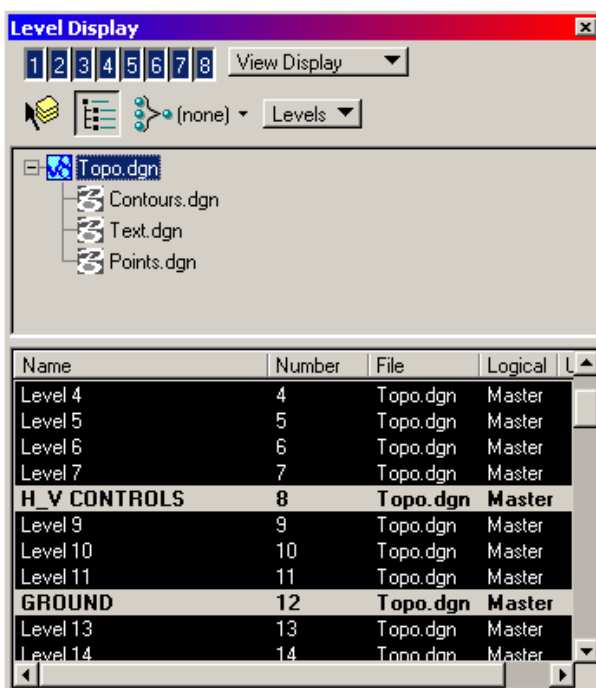 Level Display
1 2 3 4 5 6 7 8 View Display
(none) Levels
Topo.dgn
Contours.dgn
Text.dgn
Points.dgn
Name Number File Logical
Level 4 4 Topo.dgn Master
Level 5 5 Topo.dgn Master
Level 6 6 Topo.dgn Master
Level 7 7 Topo.dgn Master
H_V CONTROLS 8 Topo.dgn Master
Level 9 9 Topo.dgn Master
Level 10 10 Topo.dgn Master
Level 11 11 Topo.dgn Master
GROUND 12 Topo.dgn Master
Level 13 13 Topo.dgn Master
Level 14 14 Topo.dgn Master